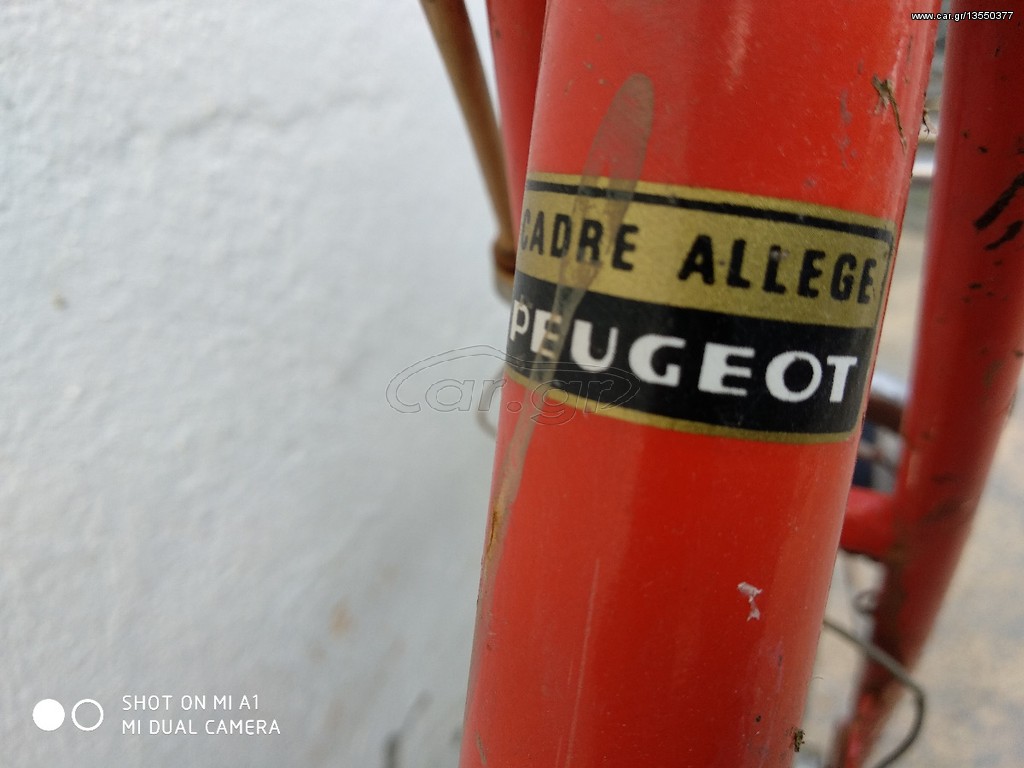 www.car.gr/13550377
CADRE ALLEGE
PEUGEOT
car.gr
SHOT ON MI A1
MI DUAL CAMERA